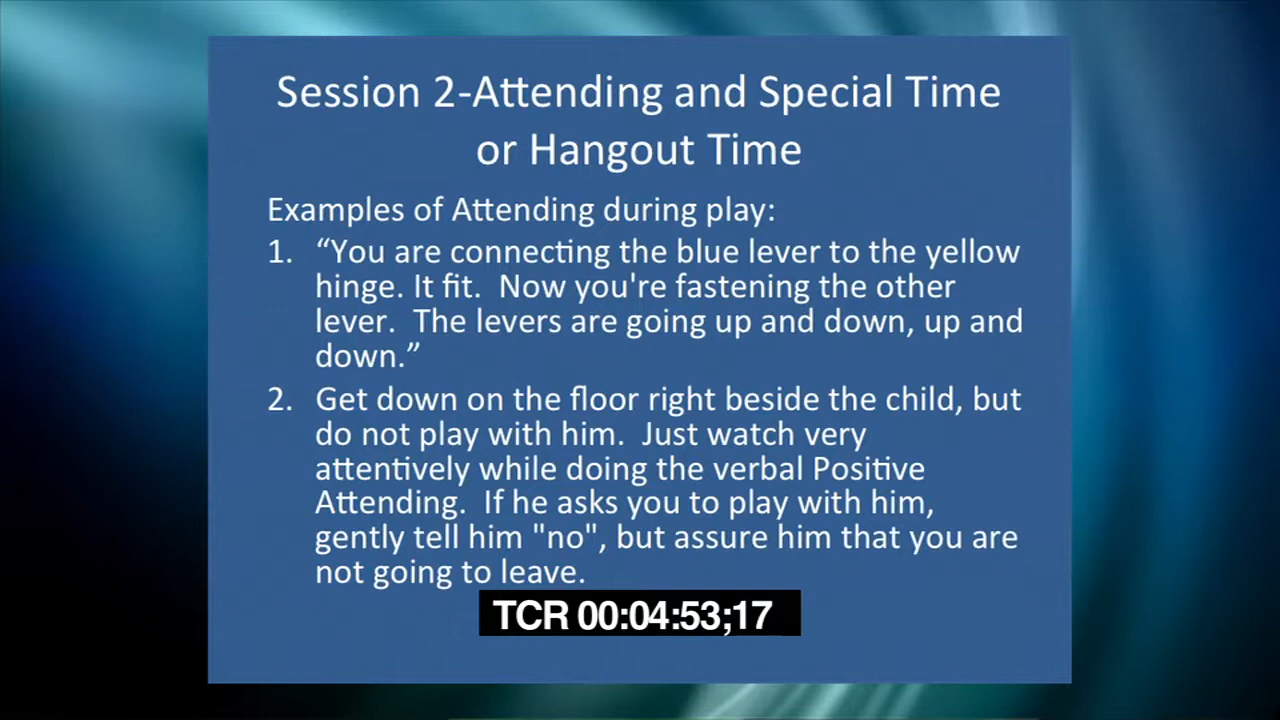 Session 2-Attending and Special Time
or Hangout Time
Examples of Attending during play:
1. “You are connecting the blue lever to the yellow
hinge. It fit.  Now you're fastening the other
lever.  The levers are going up and down, up and
down.”
2. Get down on the floor right beside the child, but
do not play with him.  Just watch very
attentively while doing the verbal Positive
Attending.  If he asks you to play with him,
gently tell him "no", but assure him that you are
not going to leave.
TCR 00:04:53;17